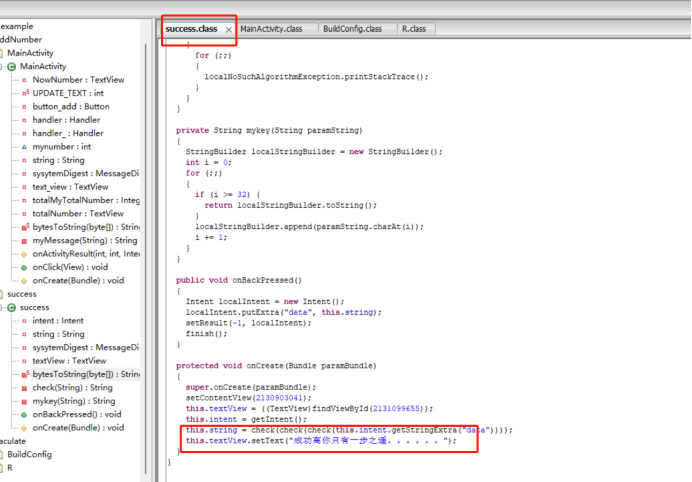 example
ddNumber
MainActivity
MainActivity
NowNumber : TextView
UPDATE_TEXT : int
button_add : Button
handler : Handler
handler_ : Handler
mynumber : int
string : String
sysytemDigest : MessageDi
text_view : TextView
totalMyTotalNumber : Integ
totalNumber : TextView
bytesToString(byte[]) : Strin
myMessage(String) : String
onActivityResult(int, int, Inter
onClick(View) : void
onCreate(Bundle) : void
success
success
intent : Intent
string : String
sysytemDigest : MessageDi
textView : TextView
bytesToString(byte[]) : Strin
check(String) : String
mykey(String) : String
onBackPressed() : void
onCreate(Bundle) : void
aculate
BuildConfig
R
success.class × MainActivity.class BuildConfig.class R.class
{
for (;;)
{
localNoSuchAlgorithmException.printStackTrace();
}
}
}
private String mykey(String paramString)
{
StringBuilder localStringBuilder = new StringBuilder();
int i = 0;
for (;;)
{
if (i >= 32) {
return localStringBuilder.toString();
}
localStringBuilder.append(paramString.charAt(i));
i += 1;
}
}
public void onBackPressed()
{
Intent localIntent = new Intent();
localIntent.putExtra("data", this.string);
setResult(-1, localIntent);
finish();
}
protected void onCreate(Bundle paramBundle)
{
super.onCreate(paramBundle);
setContentView(2130903041);
this.textView = ((TextView)findViewById(2131099655));
this.intent = getIntent();
this.string = check(check(check(this.intent.getStringExtra("data"))));
this.textView.setText("成功离你只有一步之遥。。。。。。");
}
}